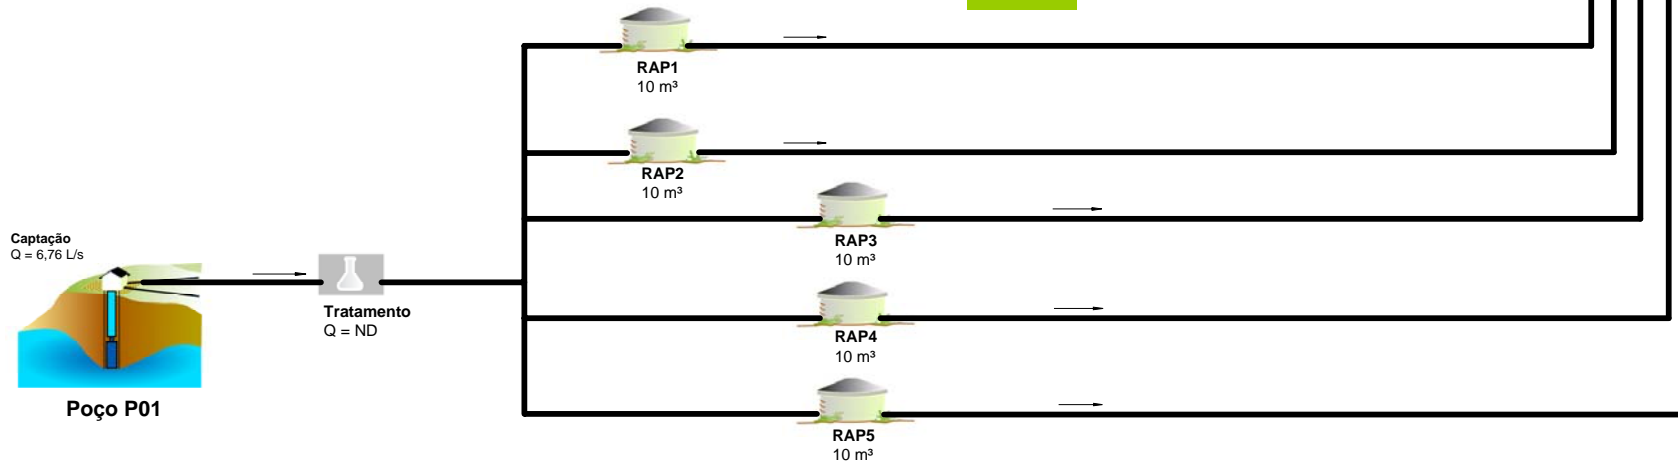 RAP1
10 m³
RAP2
10 m³
RAP3
10 m³
Captação
Q = 6,76 L/s
Tratamento
Q = ND
RAP4
10 m³
Poço P01
RAP5
10 m³